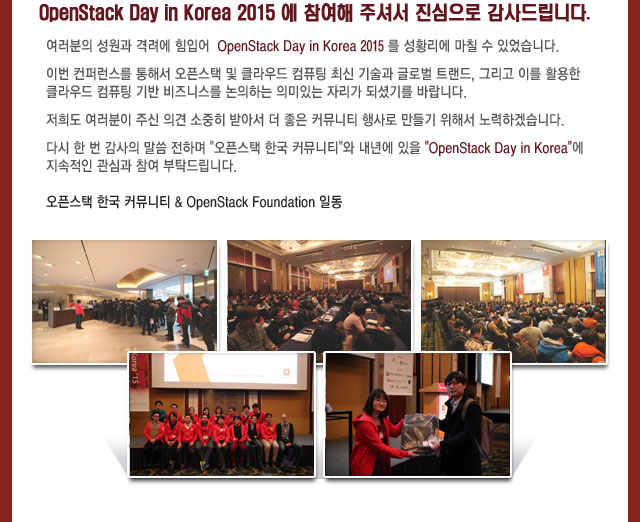 OpenStack Day in Korea 2015 에 참여해 주셔서 진심으로 감사드립니다.
여러분의 성원과 격려에 힘입어 OpenStack Day in Korea 2015 를 성황리에 마칠 수 있었습니다.
이번 컨퍼런스를 통해서 오픈스택 및 클라우드 컴퓨팅 최신 기술과 글로벌 트랜드, 그리고 이를 활용한
클라우드 컴퓨팅 기반 비즈니스를 논의하는 의미있는 자리가 되셨기를 바랍니다.
저희도 여러분이 주신 의견 소중히 받아서 더 좋은 커뮤니티 행사로 만들기 위해서 노력하겠습니다.
다시 한 번 감사의 말씀 전하며 "오픈스택 한국 커뮤니티"와 내년에 있을 "OpenStack Day in Korea"에
지속적인 관심과 참여 부탁드립니다.
오픈스택 한국 커뮤니티 & OpenStack Foundation 일동
Korea '15